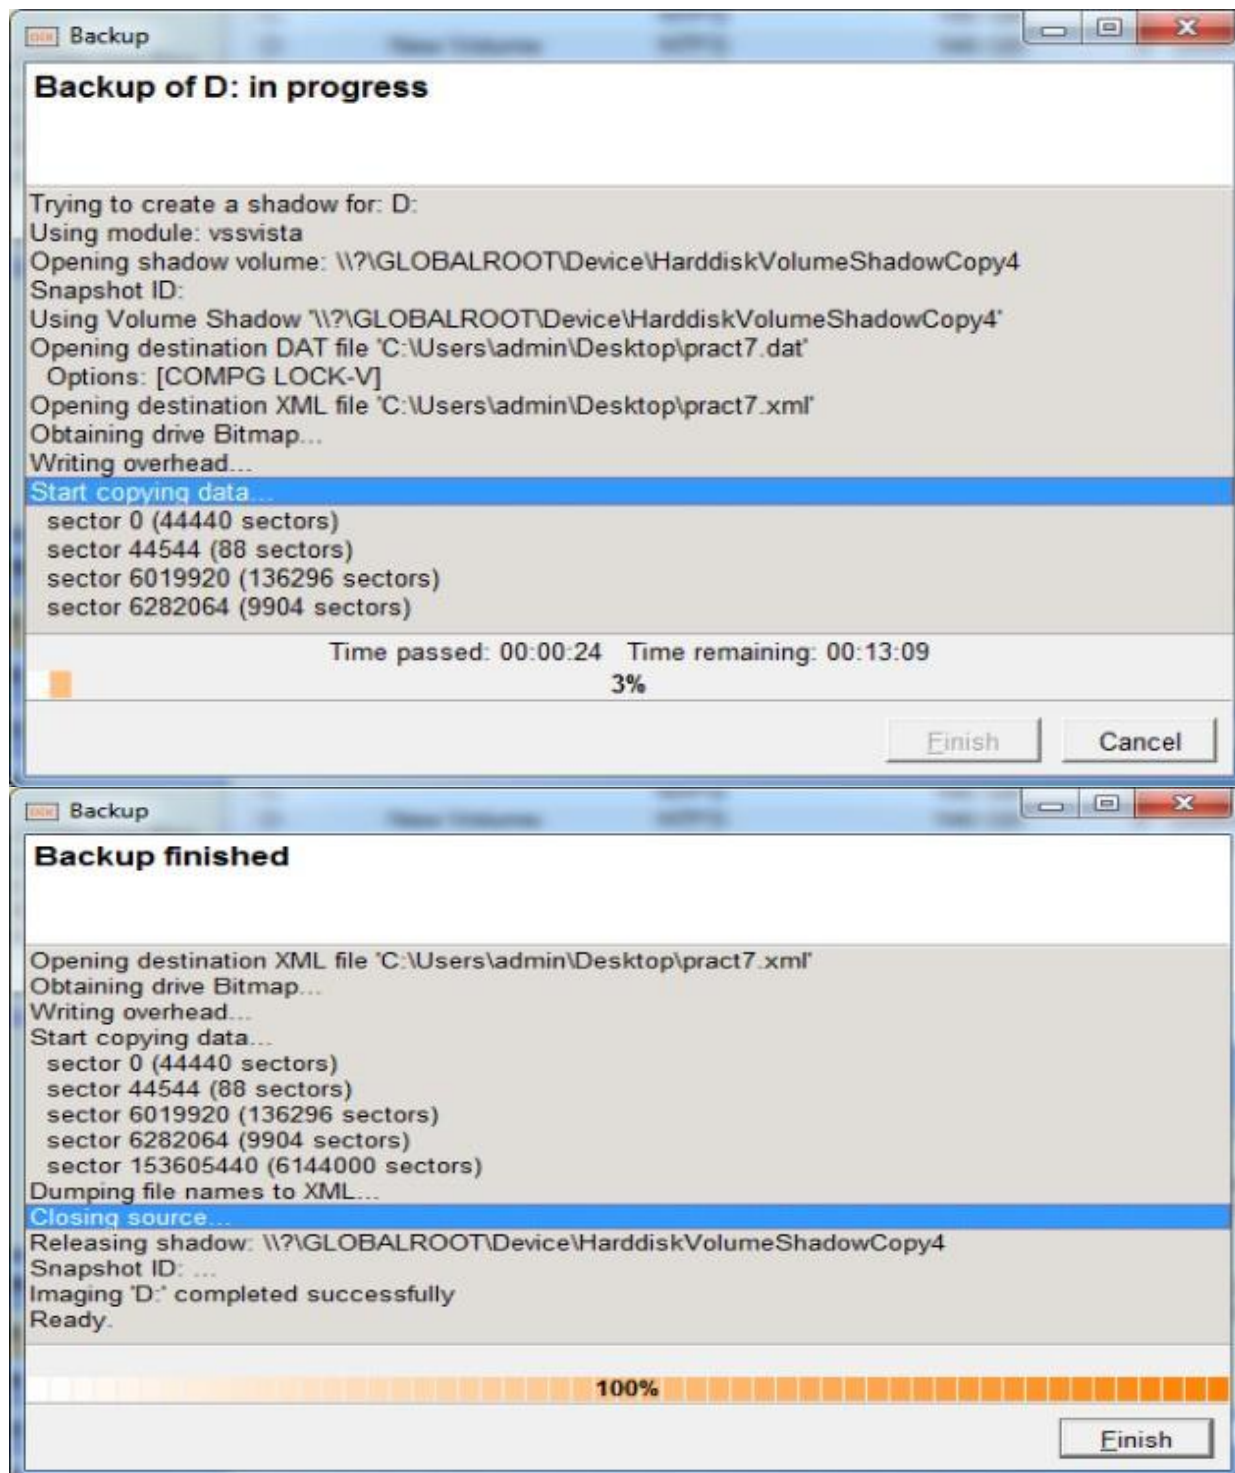 Backup
New Volume
NTFS
Backup of D: in progress
Trying to create a shadow for: D:
Using module: vssvista
Opening shadow volume: \\?\GLOBALROOT\Device\HarddiskVolumeShadowCopy4
Snapshot ID:
Using Volume Shadow '\\?\GLOBALROOT\Device\HarddiskVolumeShadowCopy4'
Opening destination DAT file 'C:\Users\admin\Desktop\pract7.dat'
Options: [COMPG LOCK-V]
Opening destination XML file 'C:\Users\admin\Desktop\pract7.xml'
Obtaining drive Bitmap...
Writing overhead...
Start copying data...
sector 0 (44440 sectors)
sector 44544 (88 sectors)
sector 6019920 (136296 sectors)
sector 6282064 (9904 sectors)
Time passed: 00:00:24 Time remaining: 00:13:09
3%
Finish Cancel
Backup
Backup finished
Opening destination XML file 'C:\Users\admin\Desktop\pract7.xml'
Obtaining drive Bitmap...
Writing overhead...
Start copying data...
sector 0 (44440 sectors)
sector 44544 (88 sectors)
sector 6019920 (136296 sectors)
sector 6282064 (9904 sectors)
sector 153605440 (6144000 sectors)
Dumping file names to XML...
Closing source...
Releasing shadow: \\?\GLOBALROOT\Device\HarddiskVolumeShadowCopy4
Snapshot ID: ...
Imaging 'D:' completed successfully
Ready.
100%
Finish